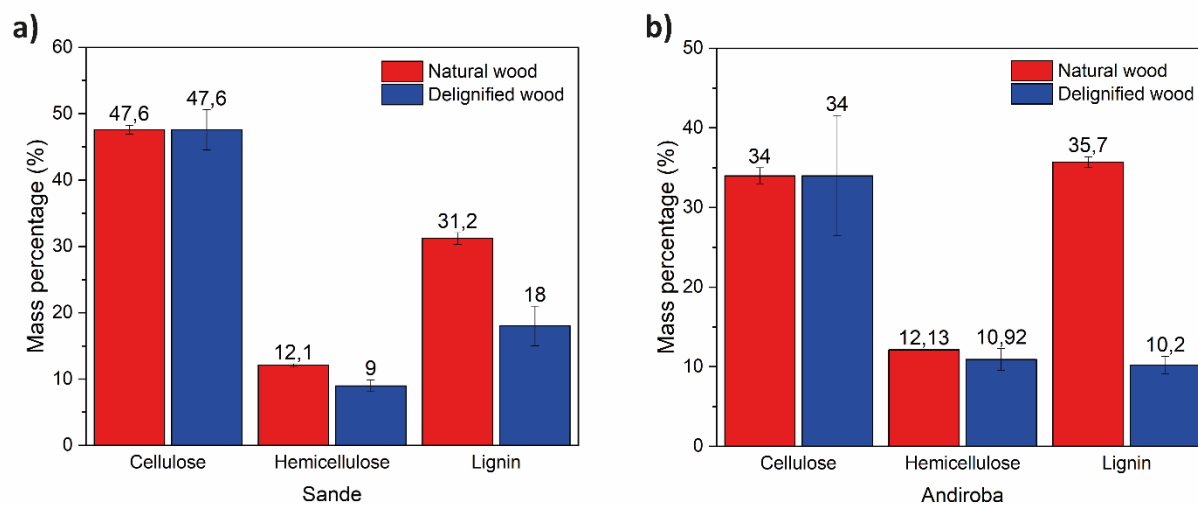 a)
Mass percentage (%)
60
50
40
30
20
10
0
Natural wood
Delignified wood
47,6
47,6
12,1
9
31,2
18
Cellulose
Hemicellulose
Lignin
Sande
b)
Mass percentage (%)
50
40
30
20
10
0
Natural wood
Delignified wood
34
34
12,13
10,92
35,7
10,2
Cellulose
Hemicellulose
Lignin
Andiroba